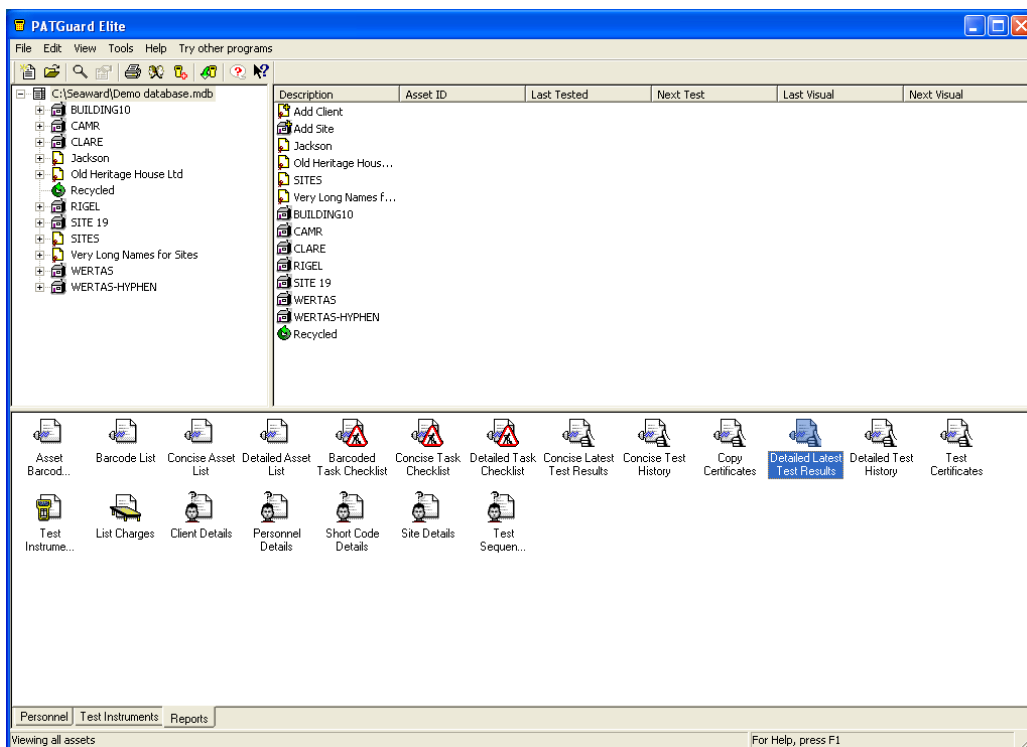 PATGuard Elite
File Edit View Tools Help Try other programs
C:\Seaward\Demo database.mdb
BUILDING10
CAMR
CLARE
Jackson
Old Heritage House Ltd
Recycled
RIGEL
SITE 19
SITES
Very Long Names for Sites
WERTAS
WERTAS-HYPHEN
Description Asset ID Last Tested Next Test Last Visual Next Visual
Add Client
Add Site
Jackson
Old Heritage Hous...
SITES
Very Long Names f...
BUILDING10
CAMR
CLARE
RIGEL
SITE 19
WERTAS
WERTAS-HYPHEN
Recycled
Asset Barcode List Concise Asset Detailed Asset Barcoded Concise Task Detailed Task Concise Latest Concise Test Copy Detailed Latest Detailed Test Test
Barcod... List List Task Checklist Checklist Checklist Test Results History Certificates Test Results History Certificates
Test List Charges Client Details Personnel Short Code Site Details Test
Instrume... Details Details Sequen...
Personnel Test Instruments Reports
Viewing all assets For Help, press F1